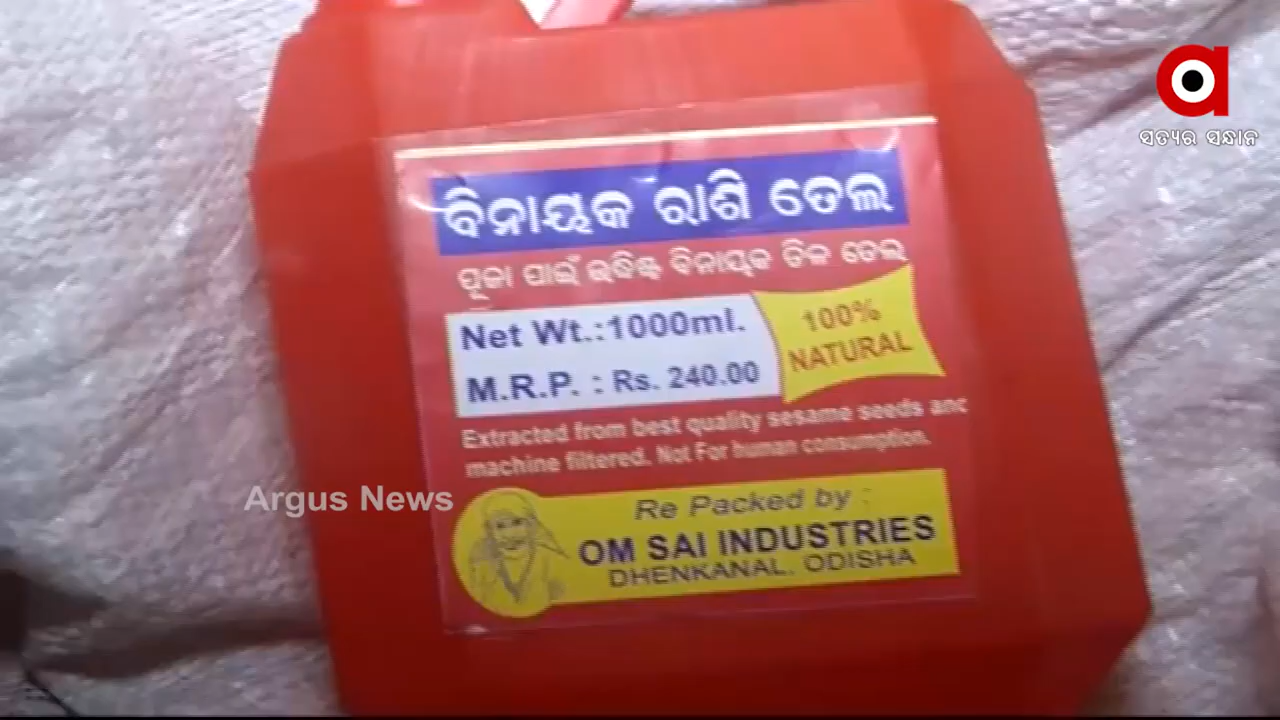 ସତ୍ୟର ସନ୍ଧାନ
ବିନାୟକ ରାଶି ତେଲ
ପୂଜା ପାଇଁ ଉଦ୍ଧିଷ୍ଟ ବିନାୟକ ତିଳ ତେଲ
Net Wt.:1000ml.
M.R.P. : Rs. 240.00
100%
NATURAL
Extracted from best quality sesame seeds and
machine filtered. Not For human consumption.
Argus News
Re Packed by :
OM SAI INDUSTRIES
DHENKANAL, ODISHA